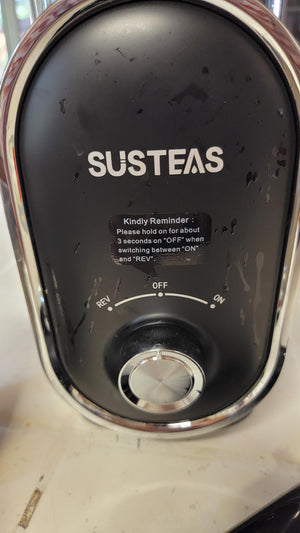 SUSTEAS
Kindly Reminder :
Please hold on for about
3 seconds on "OFF" when
switching between "ON"
end "REV".
OFF
REV
ON